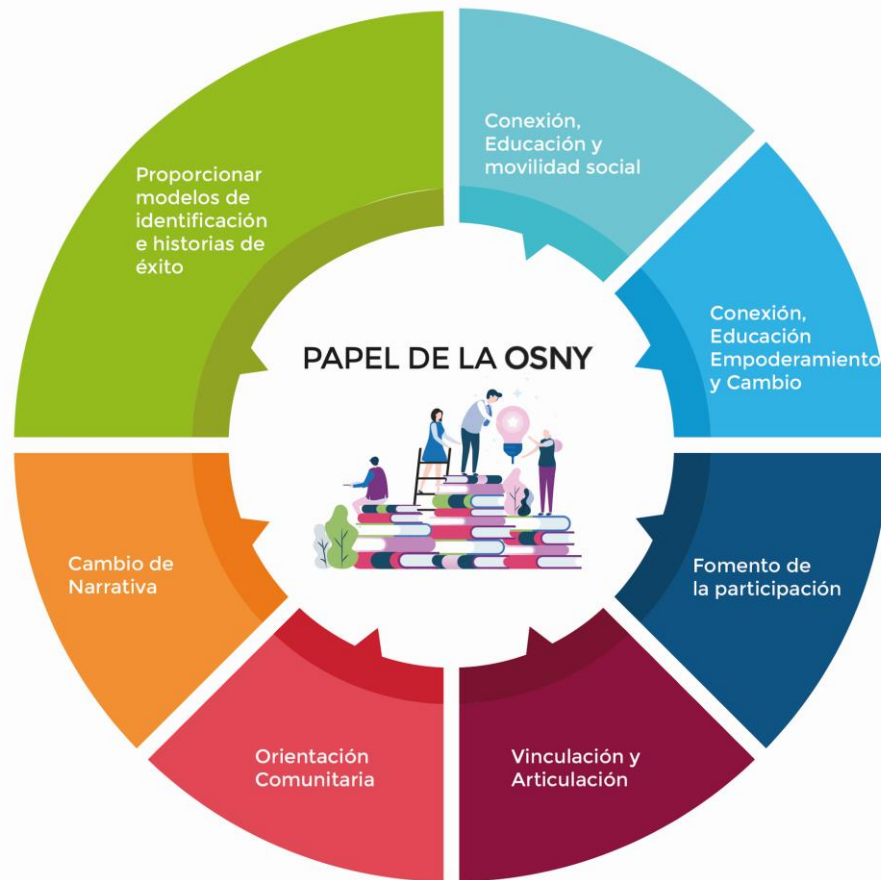 PAPEL DE LA OSNY
Conexión,
Educación y
movilidad social
Conexión,
Educación
Empoderamiento
y Cambio
Fomento de
la participación
Vinculación y
Articulación
Orientación
Comunitaria
Cambio de
Narrativa
Proporcionar
modelos de
identificación
e historias de
éxito